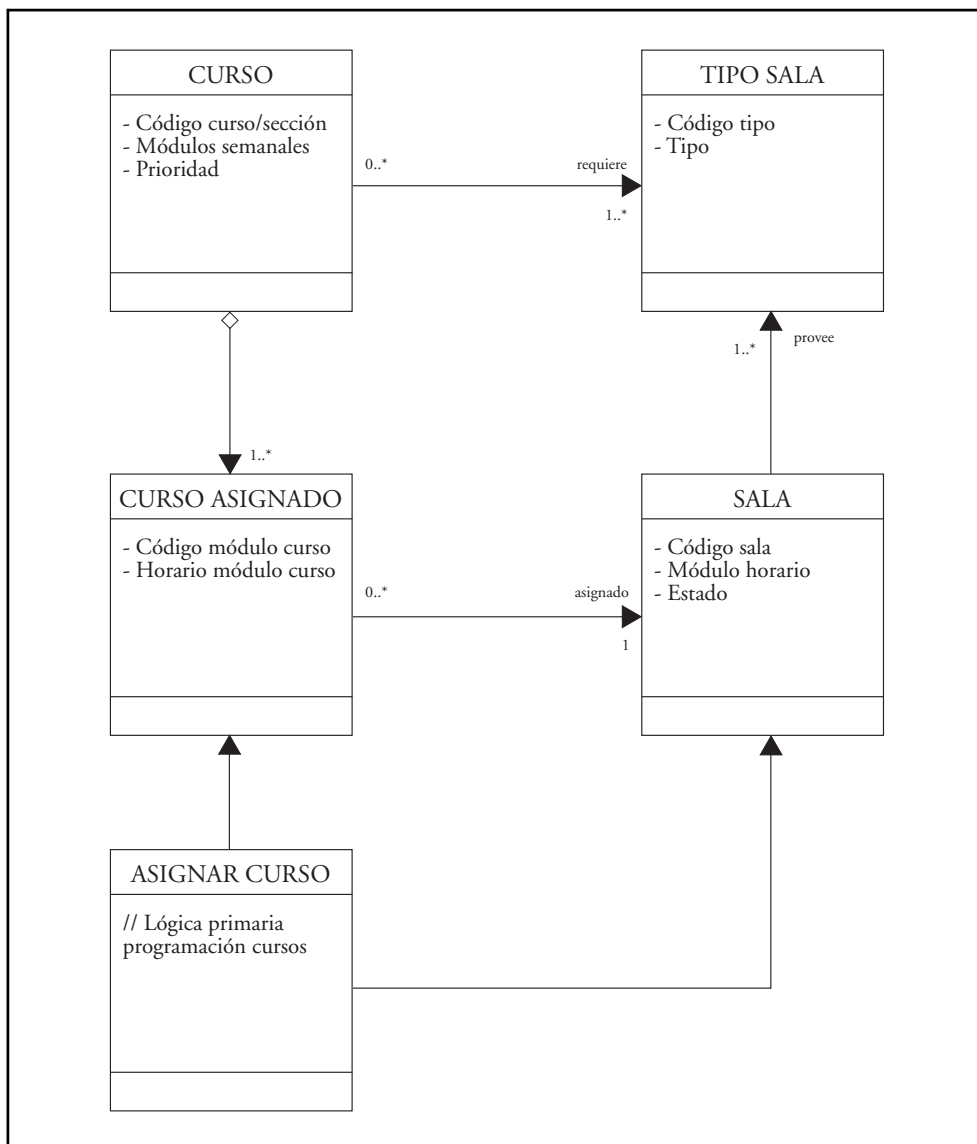 CURSO
- Código curso/sección
- Módulos semanales
- Prioridad
TIPO SALA
- Código tipo
- Tipo
0..*
requiere
1..*
1..*
provee
1..*
CURSO ASIGNADO
- Código módulo curso
- Horario módulo curso
SALA
- Código sala
- Módulo horario
- Estado
0..*
asignado
1
ASIGNAR CURSO
// Lógica primaria
programación cursos